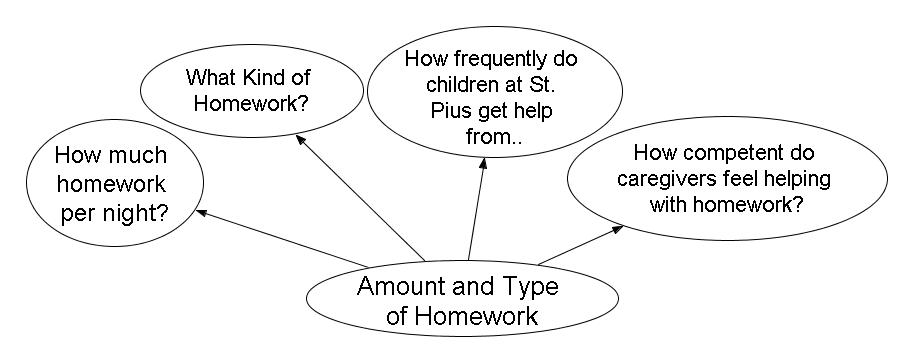 How much
homework
per night?
What Kind of
Homework?
How frequently do
children at St.
Pius get help
from..
How competent do
caregivers feel helping
with homework?
Amount and Type
of Homework